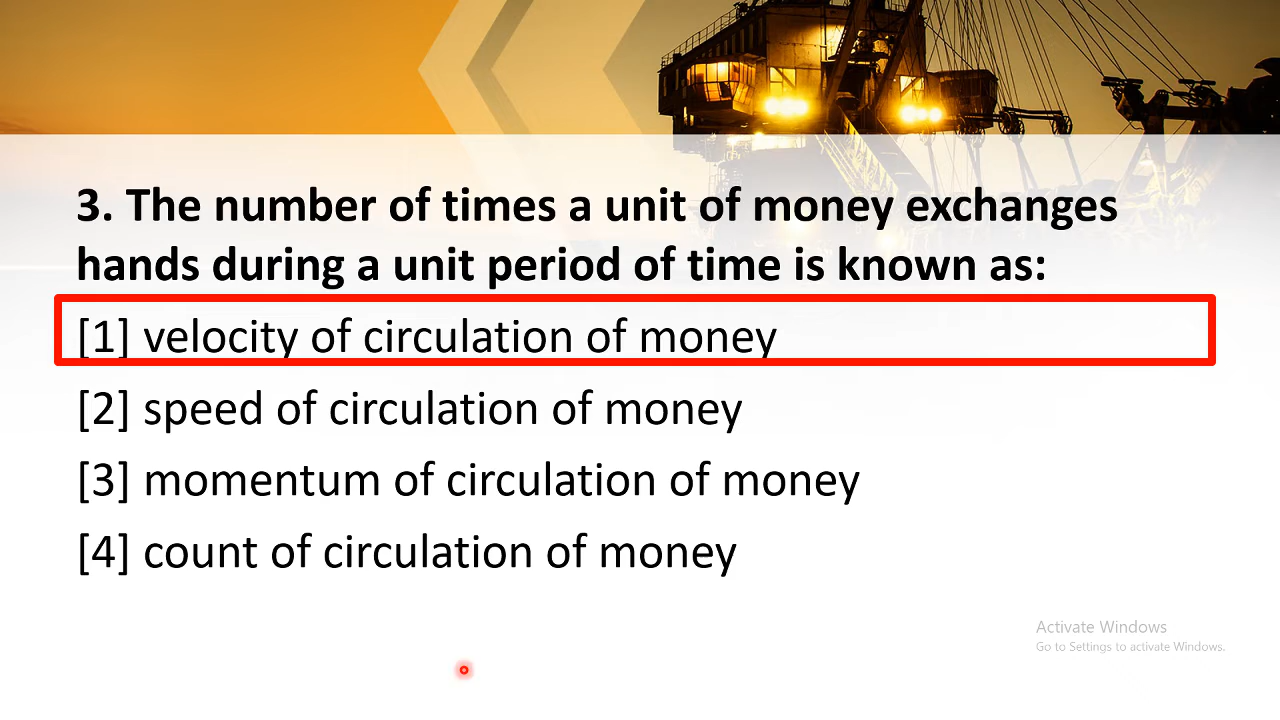 3. The number of times a unit of money exchanges
hands during a unit period of time is known as:
[1] velocity of circulation of money
[2] speed of circulation of money
[3] momentum of circulation of money
[4] count of circulation of money
Activate Windows
Go to Settings to activate Windows.